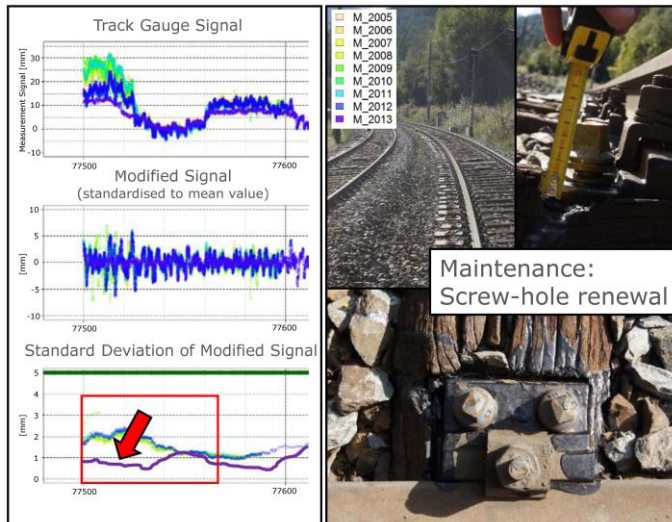 Track Gauge Signal
Measurement Signal [mm]
30
20
10
0
-10
77500
77600
Modified Signal
(standardised to mean value)
[mm]
10
5
0
-5
-10
77500
77600
Standard Deviation of Modified Signal
[mm]
5
4
3
2
1
0
77500
77600
M_2005
M_2006
M_2007
M_2008
M_2009
M_2010
M_2011
M_2012
M_2013
Maintenance:
Screw-hole renewal